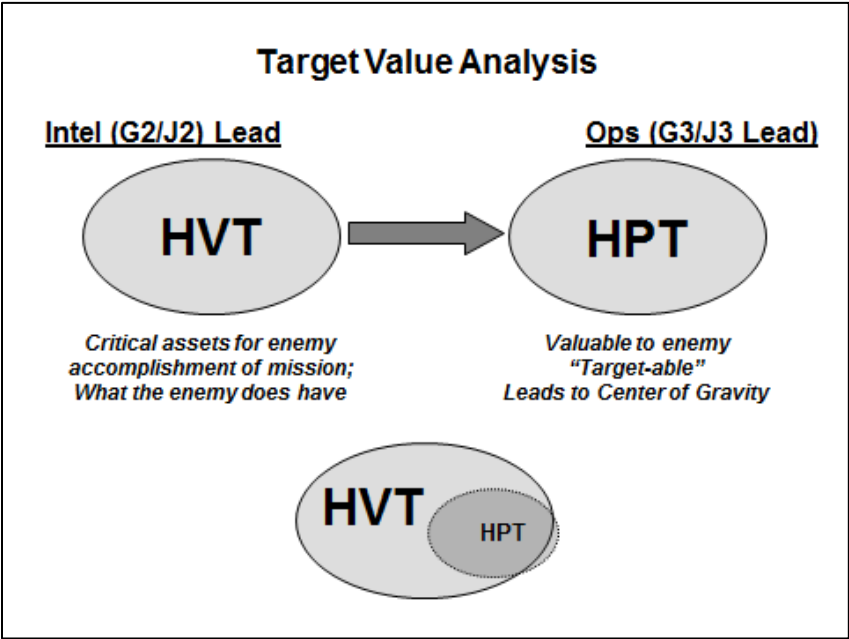 Target Value Analysis
Intel (G2/J2) Lead
Ops (G3/J3 Lead)
HVT
HPT
Critical assets for enemy
accomplishment of mission;
What the enemy does have
Valuable to enemy
“Target-able”
Leads to Center of Gravity
HVT
HPT